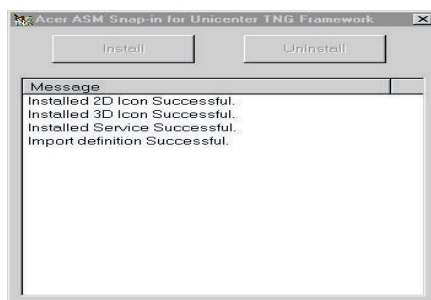 Acer ASM Snap-in for Unicenter TNG Framework
Install Uninstall
Message
Installed 2D Icon Successful.
Installed 3D Icon Successful.
Installed Service Successful.
Import definition Successful.